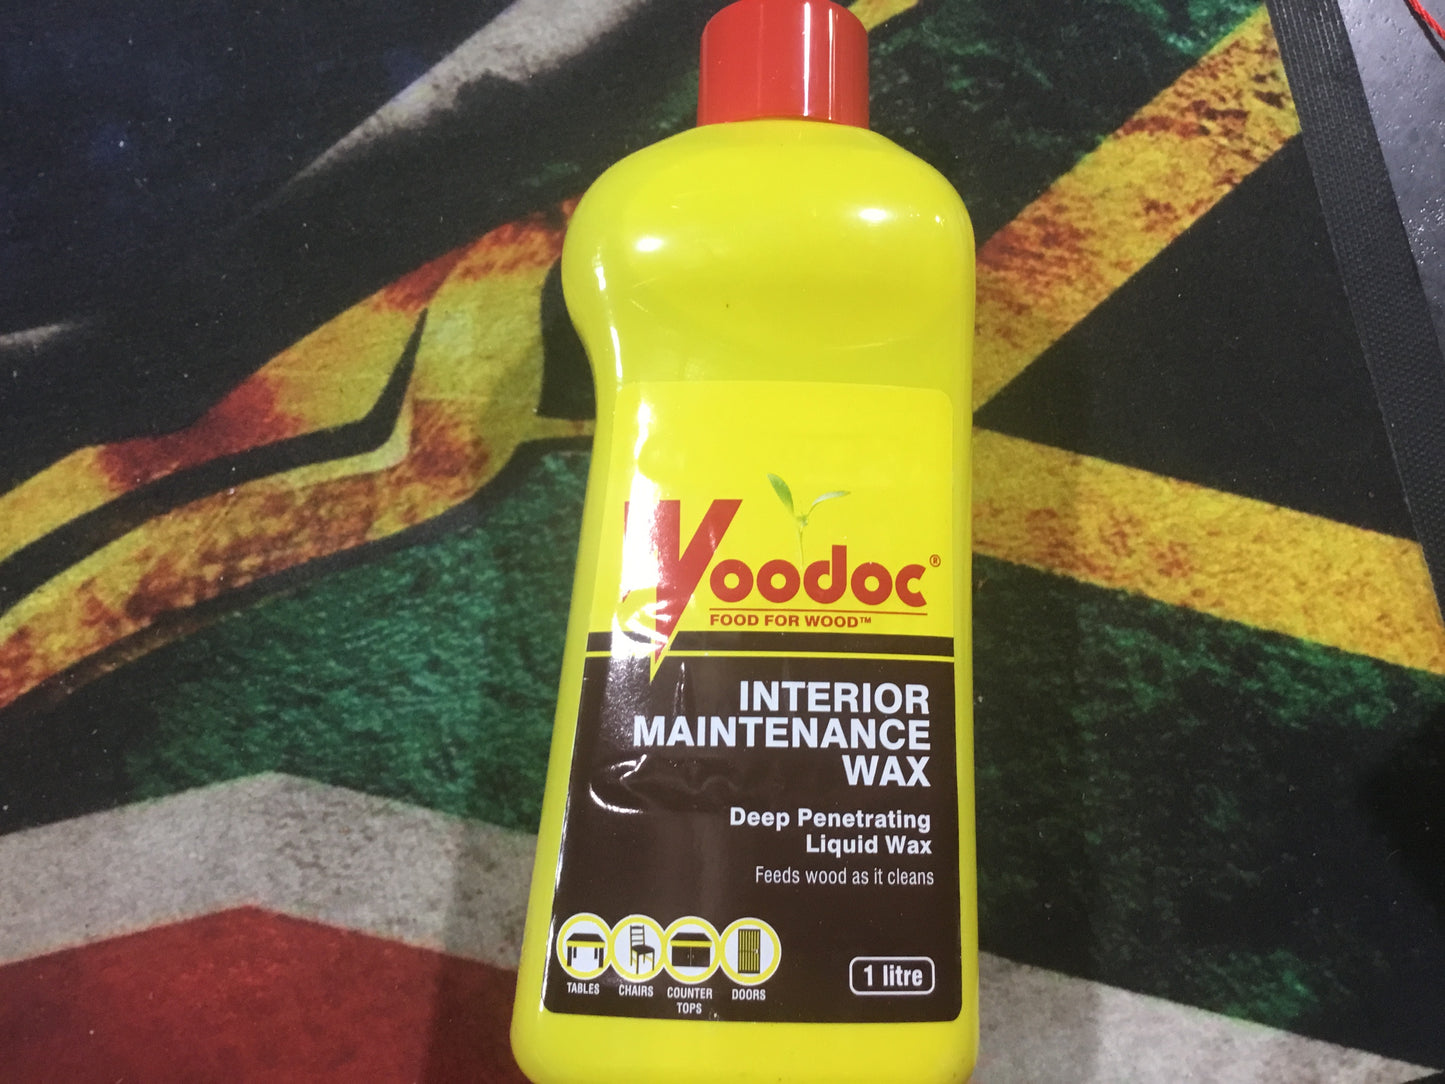 Woodoc®
FOOD FOR WOOD™
INTERIOR
MAINTENANCE
WAX
Deep Penetrating
Liquid Wax
Feeds wood as it cleans
TABLES CHAIRS COUNTER TOPS DOORS
1 litre